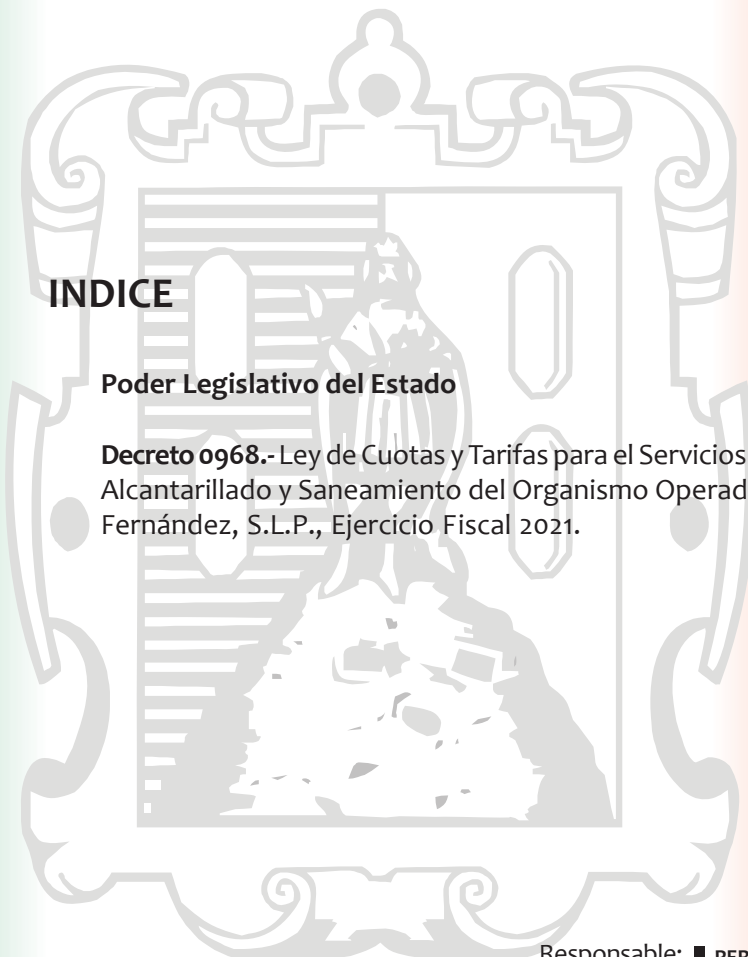 INDICE
Poder Legislativo del Estado
Decreto 0968.- Ley de Cuotas y Tarifas para el Servicios
Alcantarillado y Saneamiento del Organismo Operad
Fernández, S.L.P., Ejercicio Fiscal 2021.
Responsable: